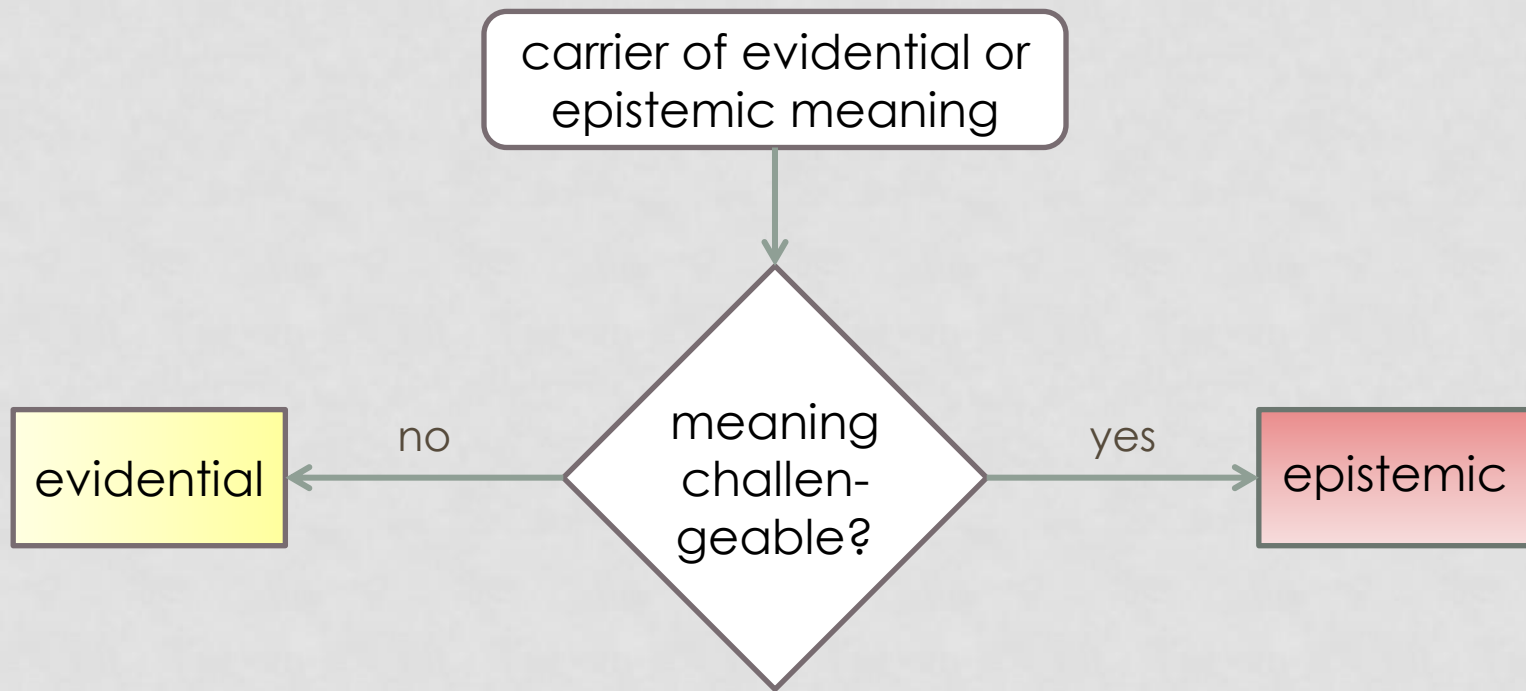 carrier of evidential or
epistemic meaning
no
yes
meaning
challen-
geable?
evidential
epistemic